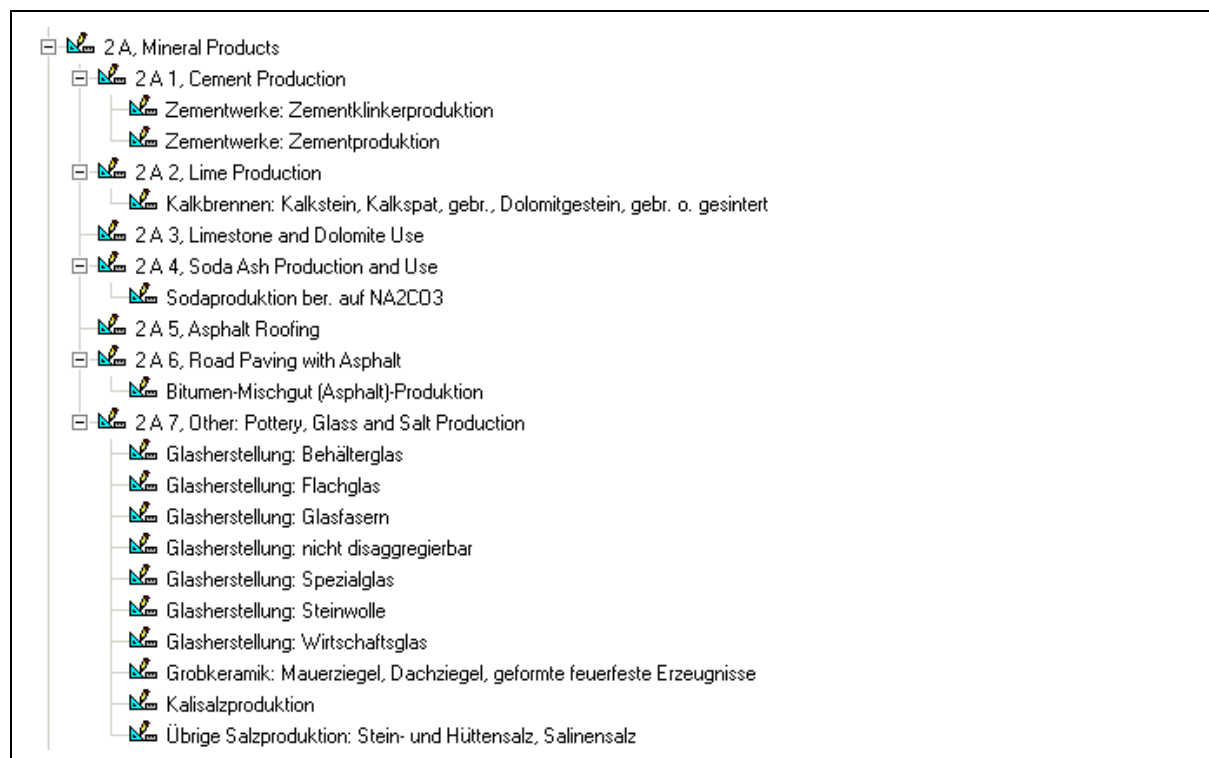 2 A, Mineral Products
2 A 1, Cement Production
Zementwerke: Zementklinkerproduktion
Zementwerke: Zementproduktion
2 A 2, Lime Production
Kalkbrennen: Kalkstein, Kalkspat, gebr., Dolomitgestein, gebr. o. gesintert
2 A 3, Limestone and Dolomite Use
2 A 4, Soda Ash Production and Use
Sodaproduktion ber. auf NA2CO3
2 A 5, Asphalt Roofing
2 A 6, Road Paving with Asphalt
Bitumen-Mischgut (Asphalt)-Produktion
2 A 7, Other: Pottery, Glass and Salt Production
Glasherstellung: Behälterglas
Glasherstellung: Flachglas
Glasherstellung: Glasfasern
Glasherstellung: nicht disaggregierbar
Glasherstellung: Spezialglas
Glasherstellung: Steinwolle
Glasherstellung: Wirtschaftsglas
Grobkeramik: Mauerziegel, Dachziegel, geformte feuerfeste Erzeugnisse
Kalisalzproduktion
Übrige Salzproduktion: Stein- und Hüttensalz, Salinensalz